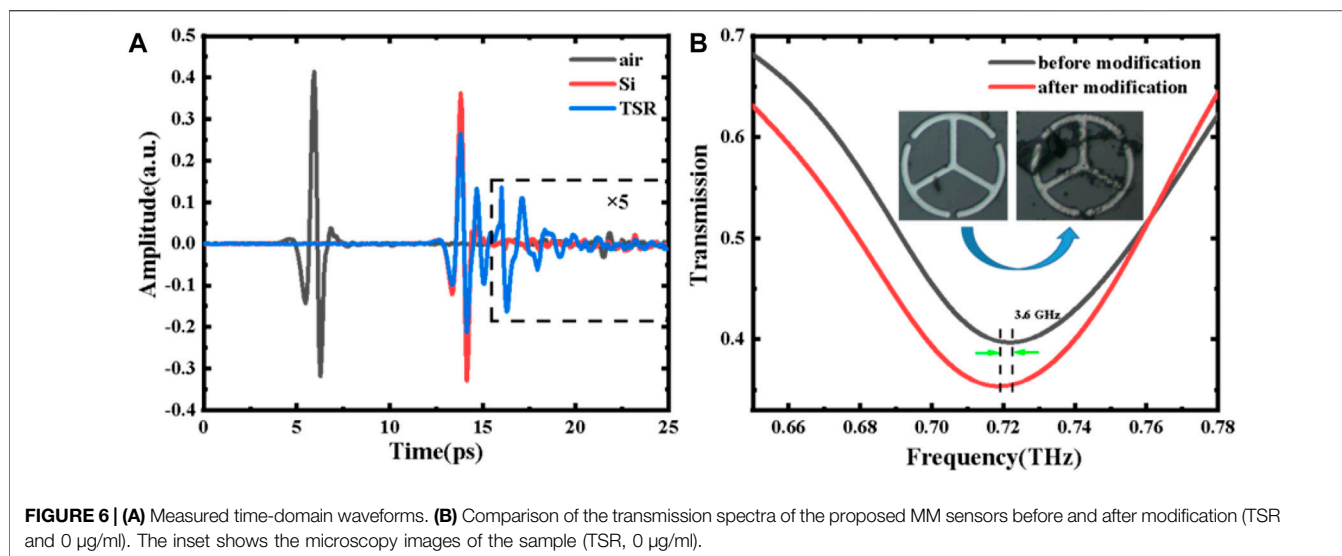 A
0.5
0.4
0.3
0.2
0.1
0.0
-0.1
-0.2
-0.3
-0.4
Amplitude(a.u.)
air
Si
TSR
×5
0
5
10
15
20
25
Time(ps)
B
0.7
0.6
0.5
0.4
Transmission
before modification
after modification
3.6 GHz
0.66
0.68
0.70
0.72
0.74
0.76
0.78
Frequency(THz)
FIGURE 6 | (A) Measured time-domain waveforms. (B) Comparison of the transmission spectra of the proposed MM sensors before and after modification (TSR
and 0 μg/ml). The inset shows the microscopy images of the sample (TSR, 0 μg/ml).